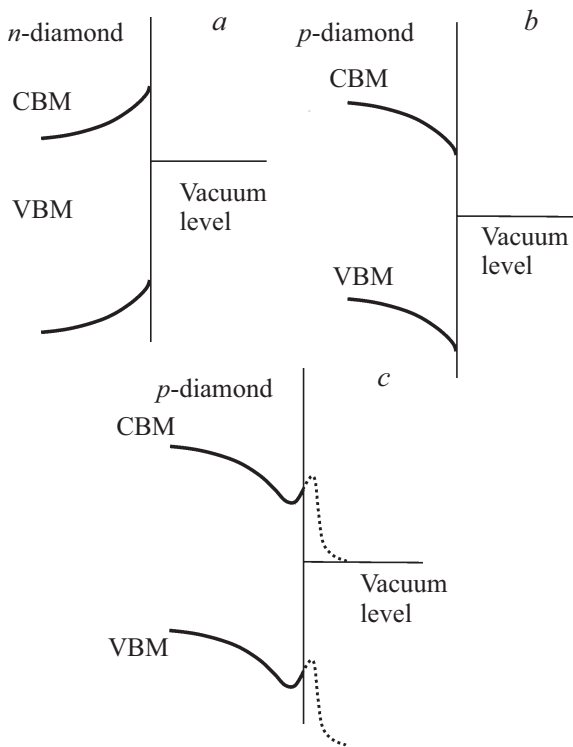 n-diamond
a
CBM
VBM
Vacuum
level
p-diamond
b
CBM
VBM
Vacuum
level
p-diamond
c
CBM
VBM
Vacuum
level